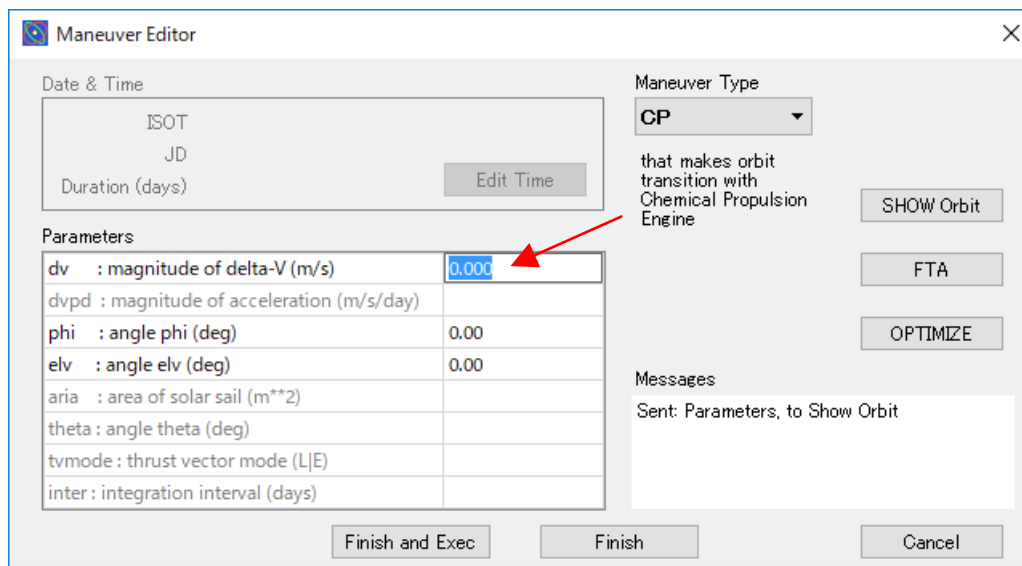 Maneuver Editor
Date & Time
ISOT
JD
Duration (days)
Edit Time
Maneuver Type
CP
that makes orbit
transition with
Chemical Propulsion
Engine
SHOW Orbit
FTA
OPTIMIZE
Parameters
dv : magnitude of delta-V (m/s) 0.000
dvpd : magnitude of acceleration (m/s/day)
phi : angle phi (deg) 0.00
elv : angle elv (deg) 0.00
aria : area of solar sail (m**2)
theta : angle theta (deg)
tvmode : thrust vector mode (L|E)
inter : integration interval (days)
Messages
Sent: Parameters, to Show Orbit
Finish and Exec
Finish
Cancel